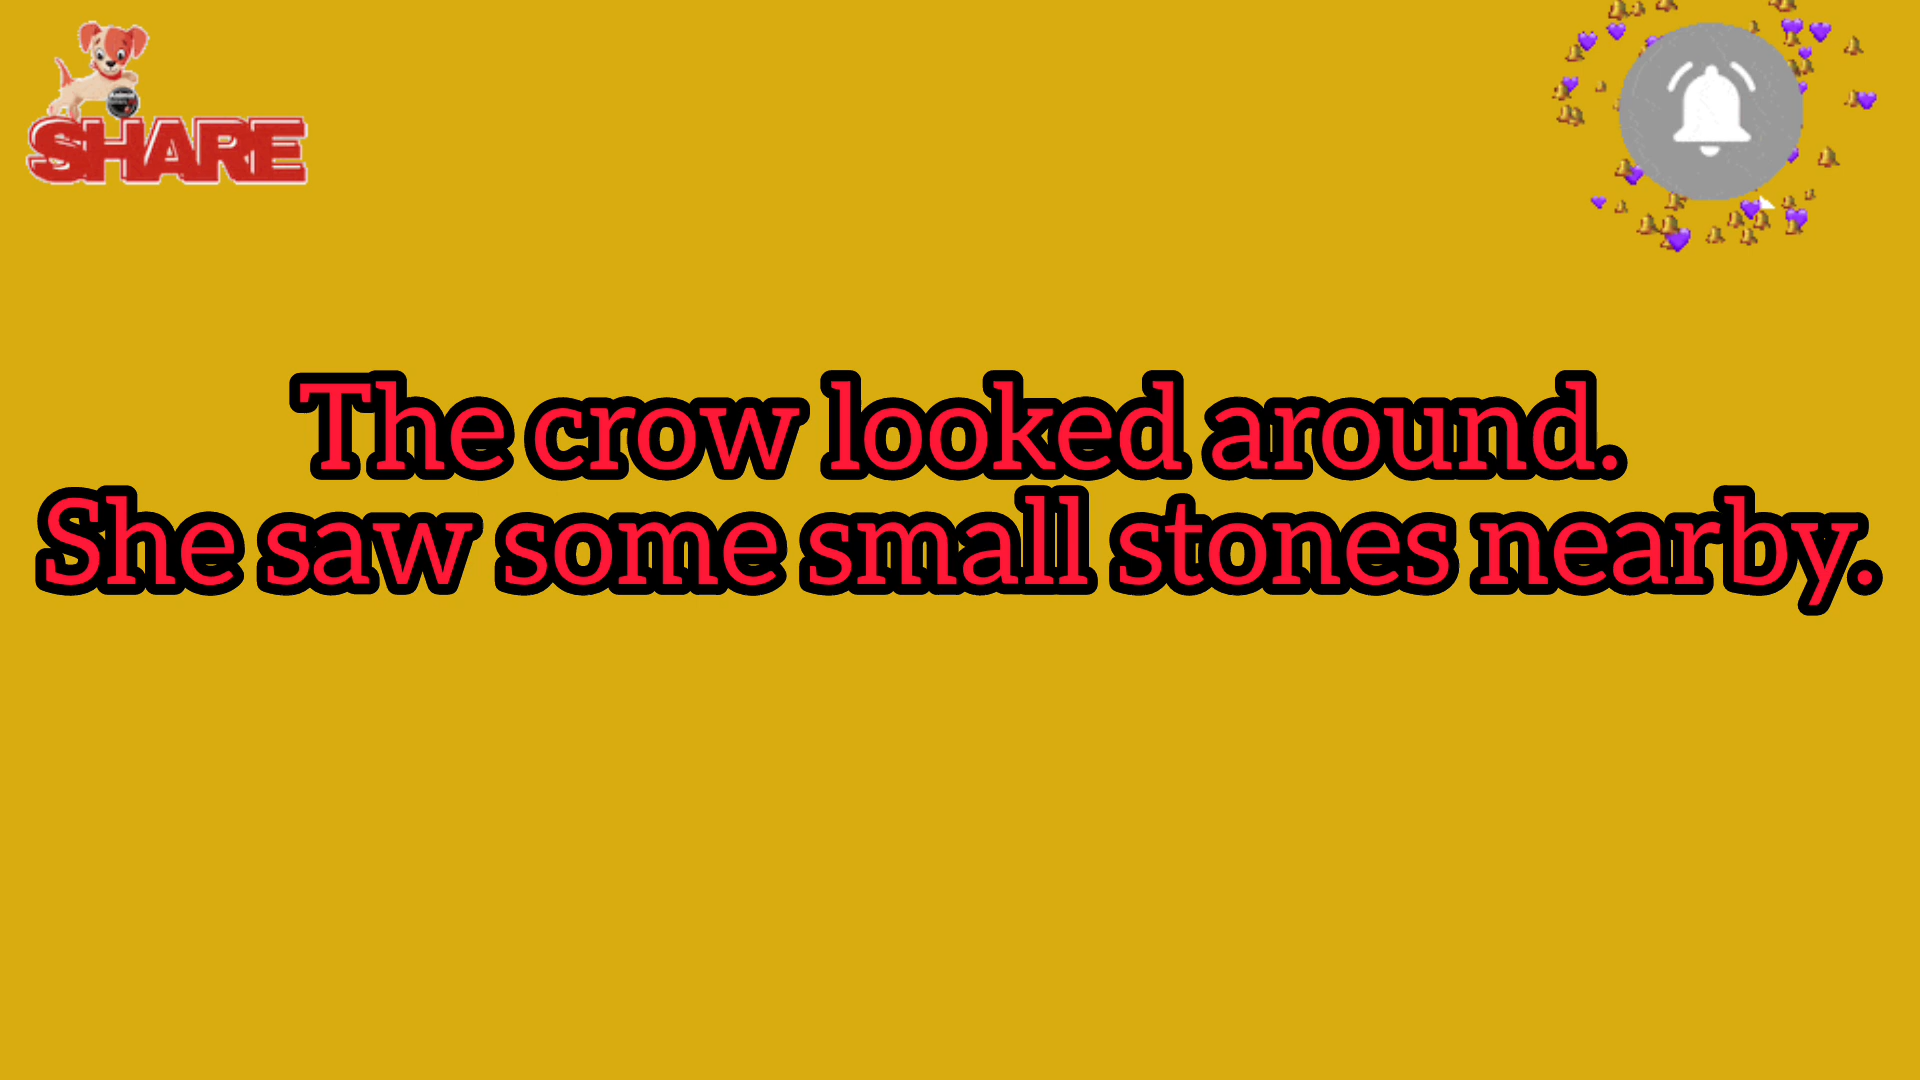 SHARE
The crow looked around.
She saw some small stones nearby.